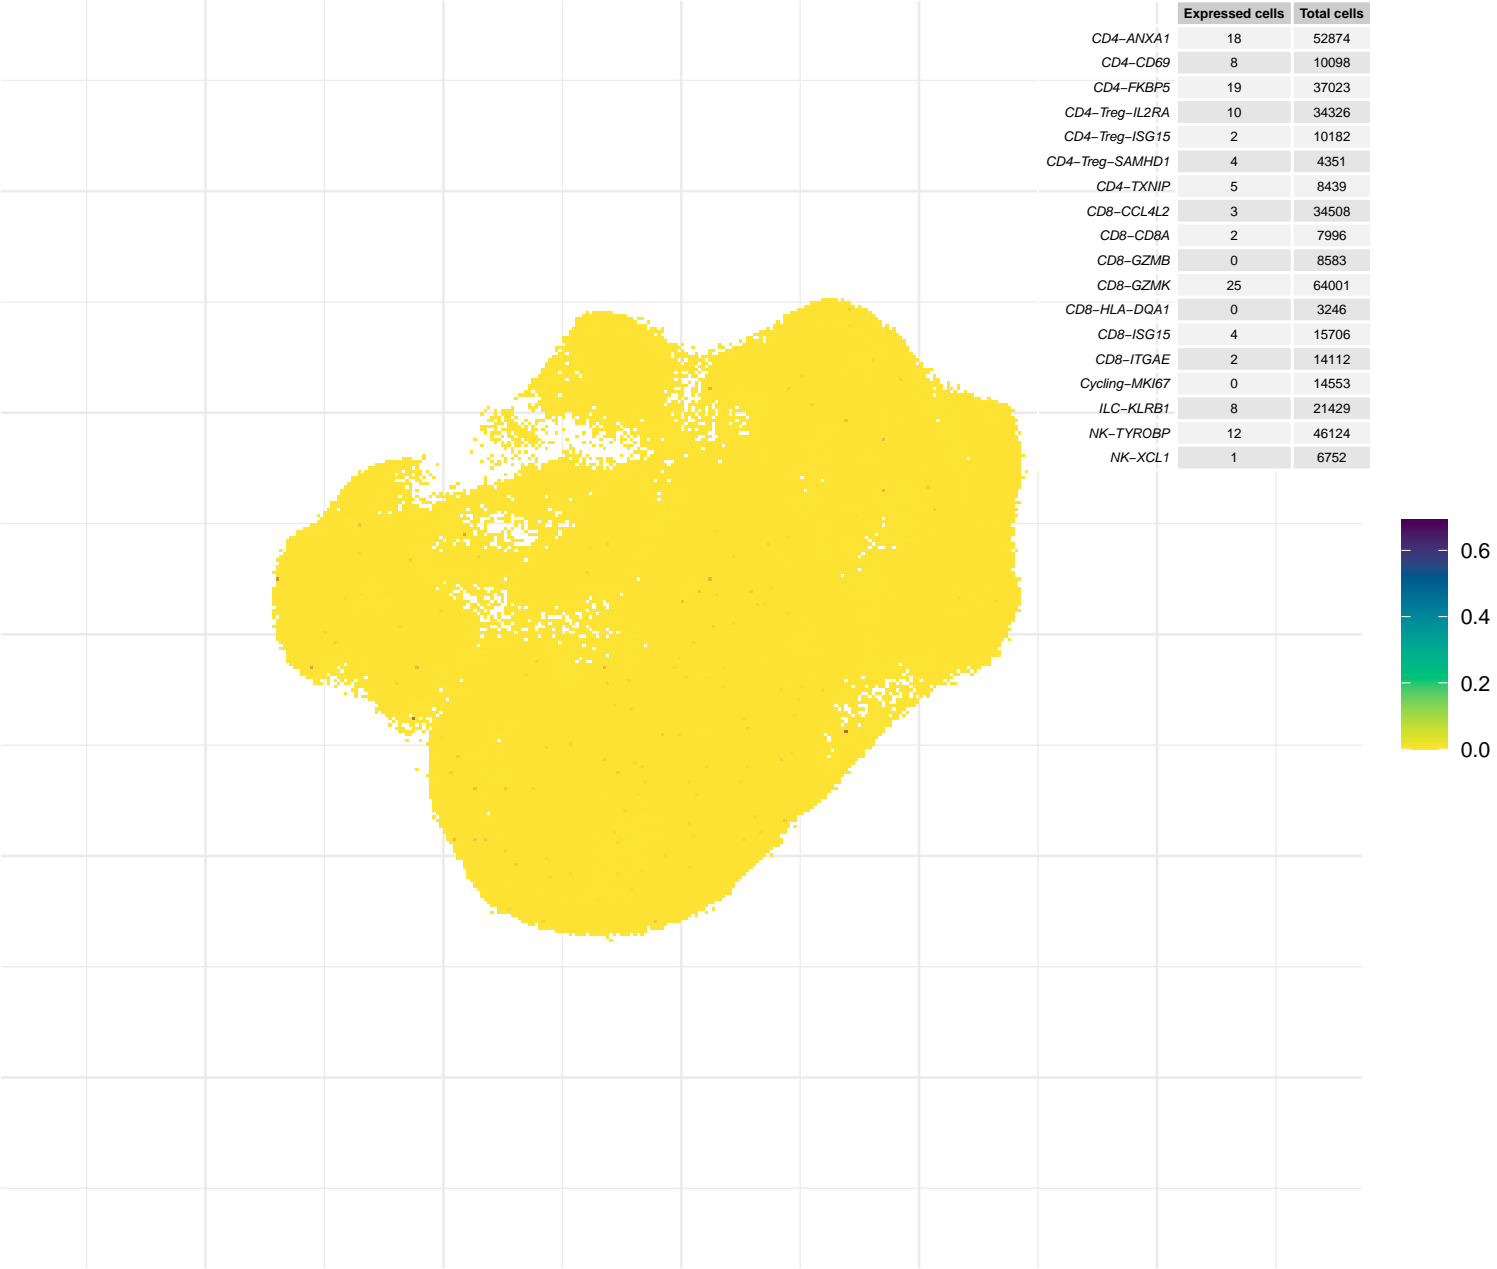 Expressed cells Total cells
CD4−ANXA1 18 52874
CD4−CD69 8 10098
CD4−FKBP5 19 37023
CD4−Treg−IL2RA 10 34326
CD4−Treg−ISG15 2 10182
CD4−Treg−SAMHD1 4 4351
CD4−TXNIP 5 8439
CD8−CCL4L2 3 34508
CD8−CD8A 2 7996
CD8−GZMB 0 8583
CD8−GZMK 25 64001
CD8−HLA−DQA1 0 3246
CD8−ISG15 4 15706
CD8−ITGAE 2 14112
Cycling−MKI67 0 14553
ILC−KLRB1 8 21429
NK−TYROBP 12 46124
NK−XCL1 1 6752
0.6
0.4
0.2
0.0